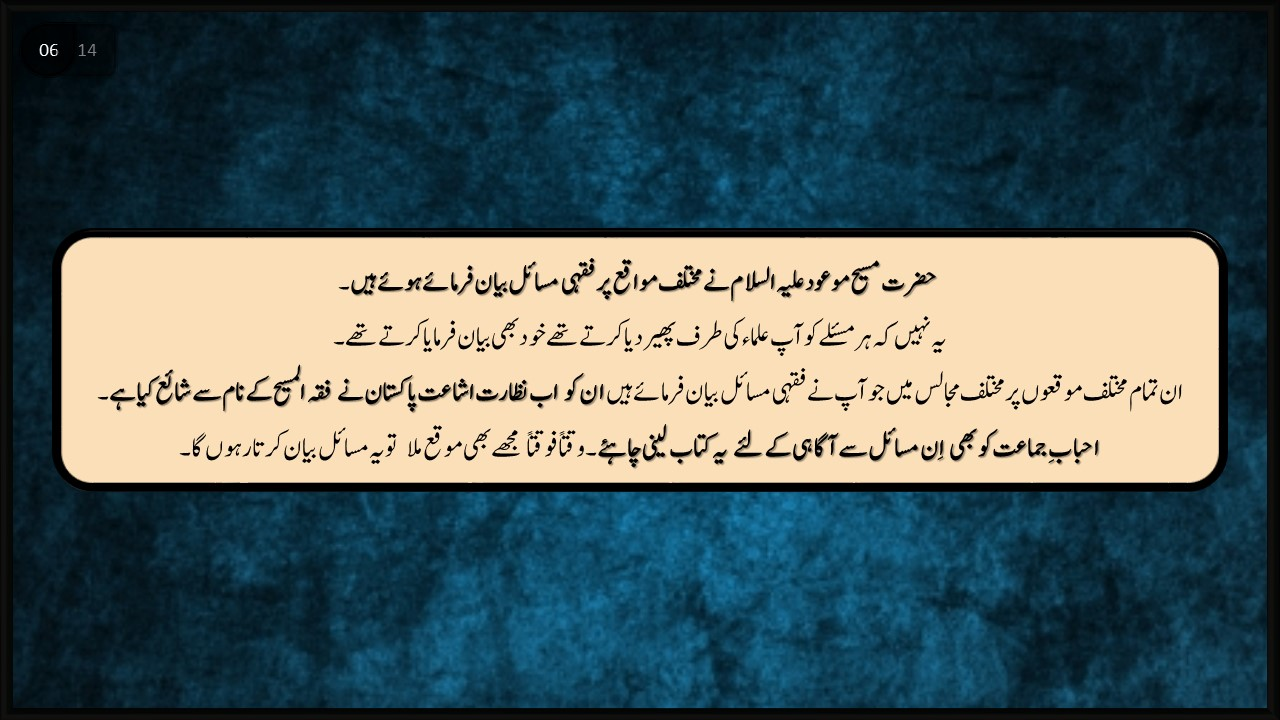 06 14
حضرت مسیح موعود علیہ السلام نے مختلف مواقع پر فقہی مسائل بیان فرمائے ہوئے ہیں۔
یہ نہیں کہ ہر مسئلے کو آپ علماء کی طرف پھیر دیا کرتے تھے خود بھی بیان فرمایا کرتے تھے۔
ان تمام مختلف موقعوں پر مختلف مجالس میں جو آپ نے فقہی مسائل بیان فرمائے ہیں ان کو اب نظارت اشاعت پاکستان نے فقہ المسیح کے نام سے شائع کیا ہے۔
احبابِ جماعت کو بھی اِن مسائل سے آگاہی کے لئے یہ کتاب لینی چاہئے۔ وقتاً فوقتاً مجھے بھی موقع ملا تو یہ مسائل بیان کرتا رہوں گا۔